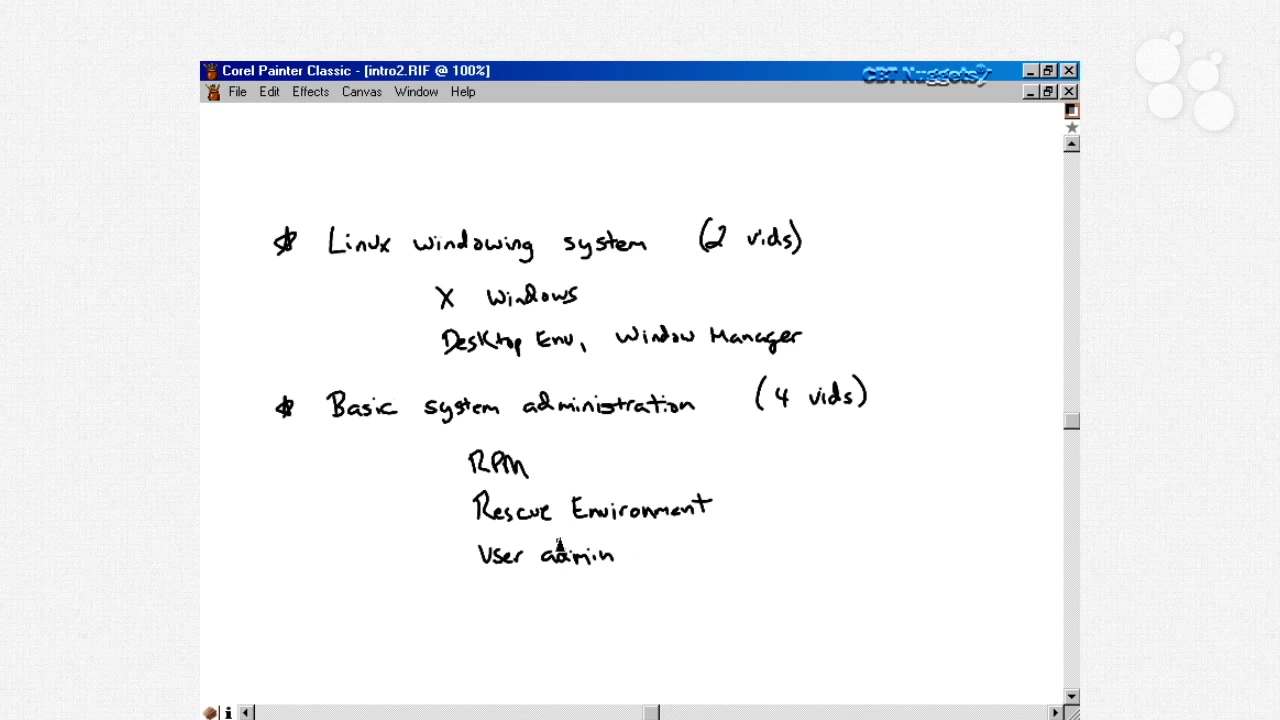 Corel Painter Classic - [intro2.RIF @ 100%]
CBT Nuggets
File Edit Effects Canvas Window Help
Linux windowing system (2 vids)
X Windows
Desktop Env, Window Manager
Basic system administration (4 vids)
RPM
Rescue Environment
User admin